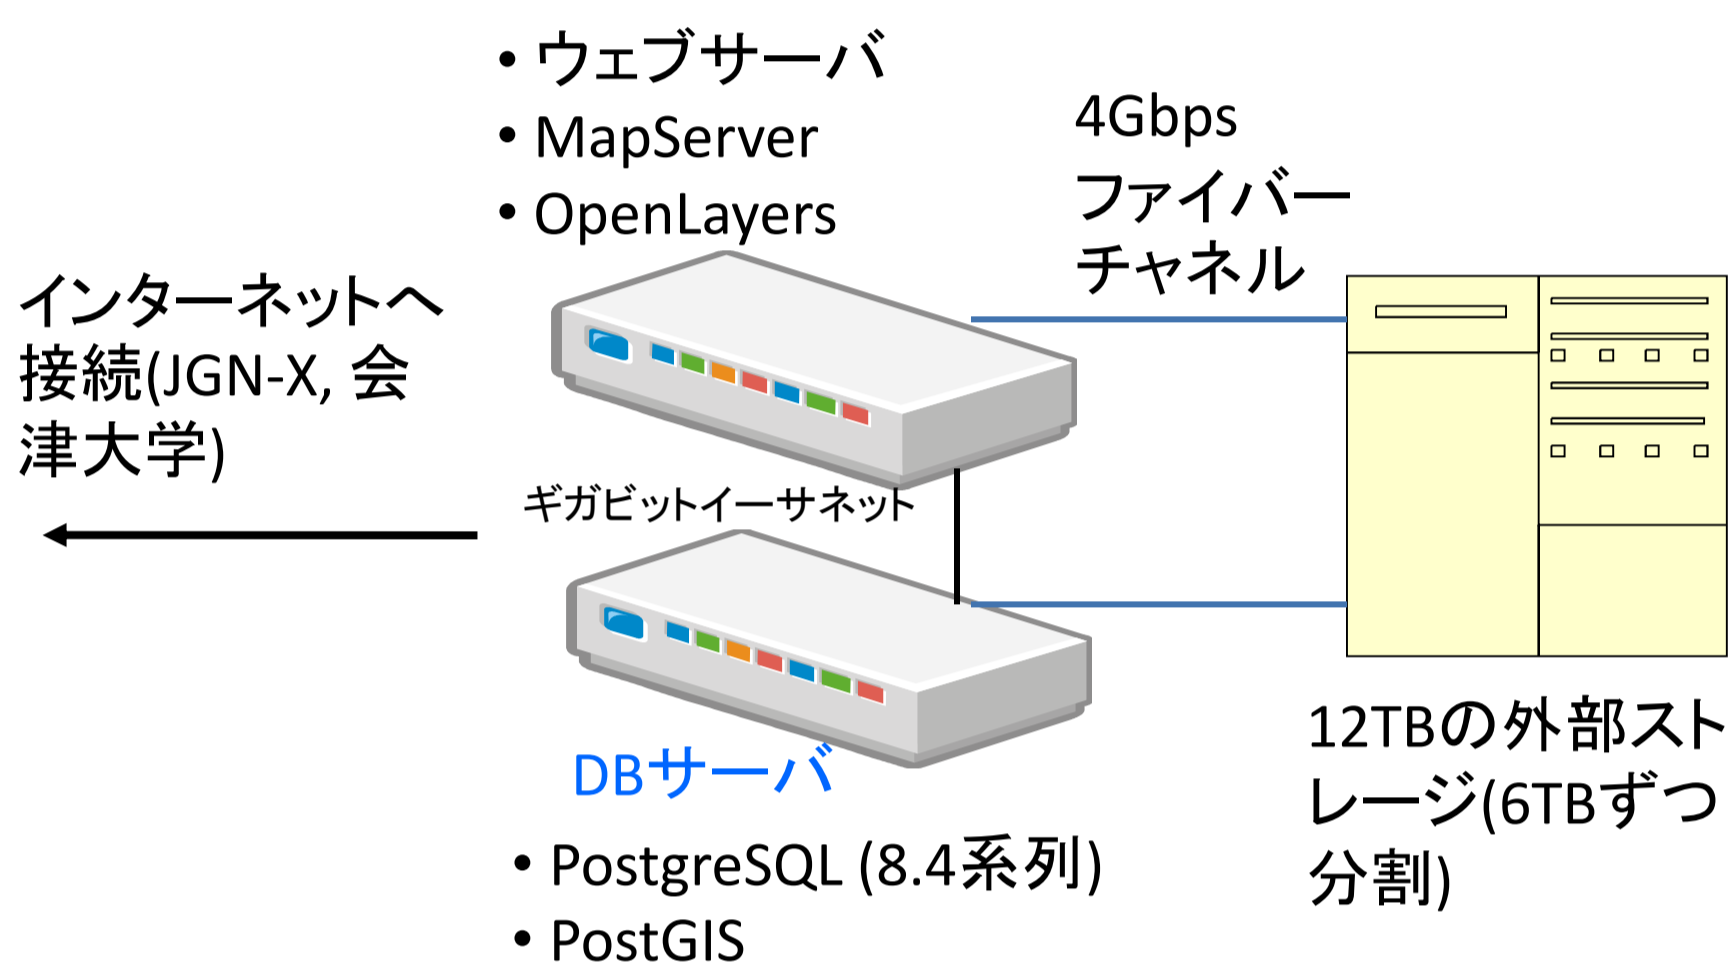 • ウェブサーバ
• MapServer
• OpenLayers
4Gbps
ファイバー
チャネル
インターネットへ
接続(JGN-X, 会
津大学)
ギガビットイーサネット
DBサーバ
• PostgreSQL (8.4系列)
• PostGIS
12TBの外部スト
レージ(6TBずつ
分割)